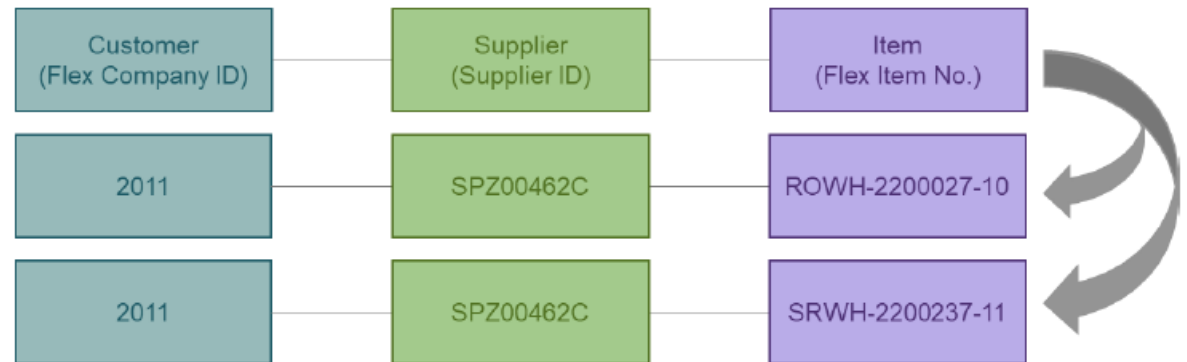 Customer
(Flex Company ID)
Supplier
(Supplier ID)
Item
(Flex Item No.)
2011
SPZ00462C
ROWH-2200027-10
2011
SPZ00462C
SRWH-2200237-11